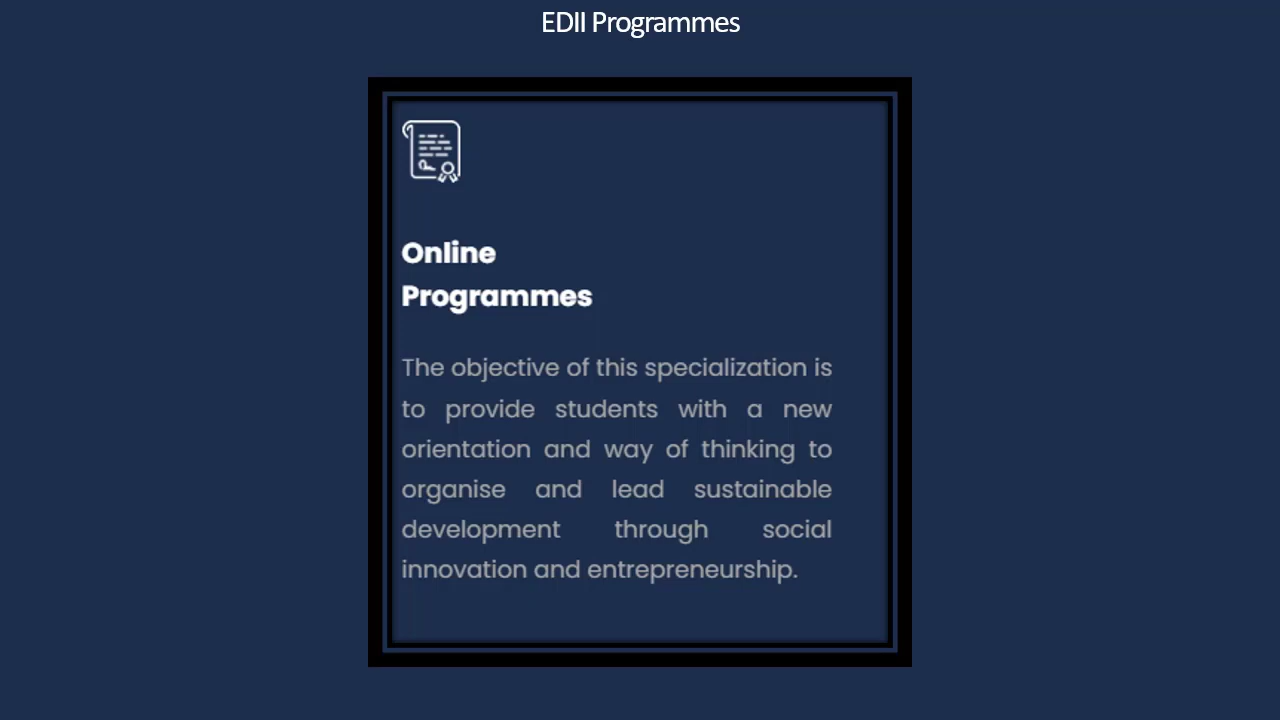 EDII Programmes
Online
Programmes
The objective of this specialization is
to provide students with a new
orientation and way of thinking to
organise and lead sustainable
development through social
innovation and entrepreneurship.